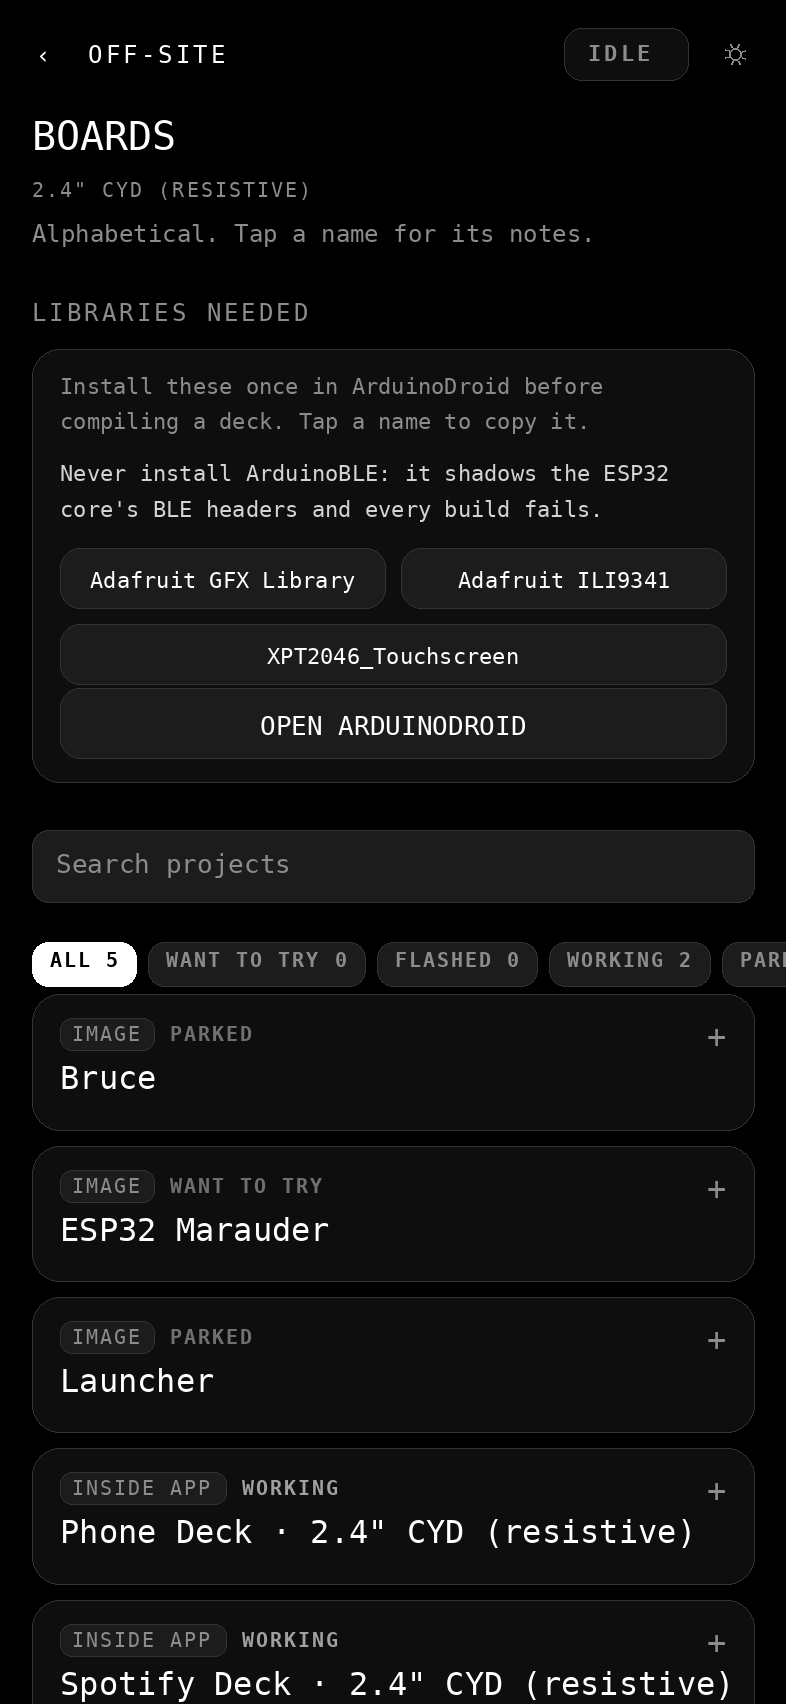 ‹ OFF-SITE IDLE
BOARDS
2.4" CYD (RESISTIVE)
Alphabetical. Tap a name for its notes.
LIBRARIES NEEDED
Install these once in ArduinoDroid before
compiling a deck. Tap a name to copy it.
Never install ArduinoBLE: it shadows the ESP32
core's BLE headers and every build fails.
Adafruit GFX Library Adafruit ILI9341
XPT2046_Touchscreen
OPEN ARDUINODROID
Search projects
ALL 5 WANT TO TRY 0 FLASHED 0 WORKING 2
IMAGE PARKED +
Bruce
IMAGE WANT TO TRY +
ESP32 Marauder
IMAGE PARKED +
Launcher
INSIDE APP WORKING +
Phone Deck · 2.4" CYD (resistive)
INSIDE APP WORKING +
Spotify Deck · 2.4" CYD (resistive)